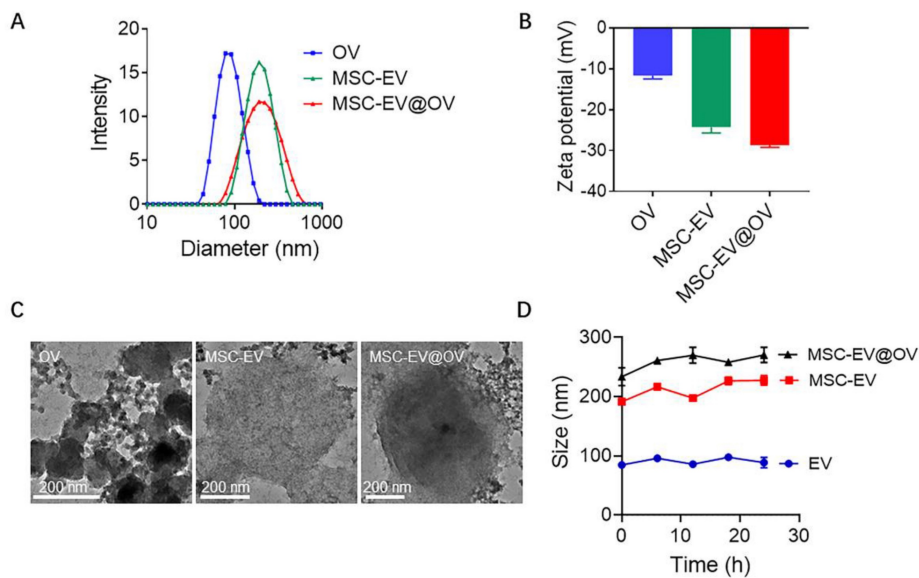 A
OV
MSC-EV
MSC-EV@OV
Intensity
20
15
10
5
0
10
100
1000
Diameter (nm)
B
Zeta potential (mV)
0
-10
-20
-30
-40
OV
MSC-EV
MSC-EV@OV
C
OV
200 nm
MSC-EV
200 nm
MSC-EV@OV
200 nm
D
Size (nm)
300
200
100
0
0
10
20
30
Time (h)
MSC-EV@OV
MSC-EV
EV